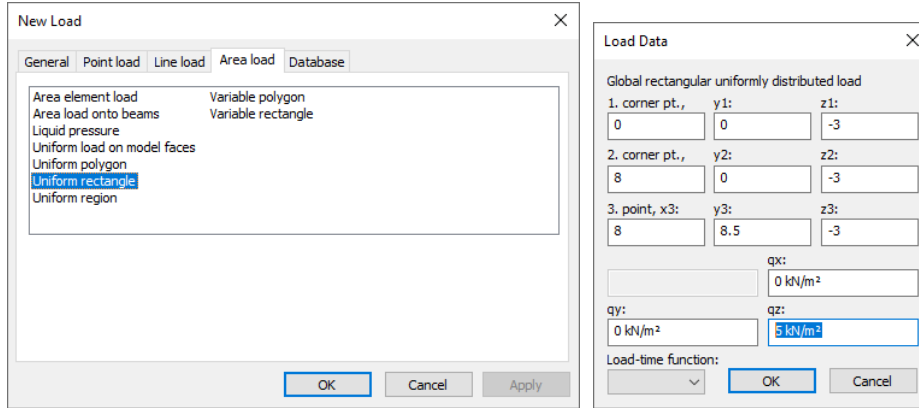 New Load
General Point load Line load Area load Database
Area element load Variable polygon
Area load onto beams Variable rectangle
Liquid pressure
Uniform load on model faces
Uniform polygon
Uniform rectangle
Uniform region
OK Cancel Apply
Load Data
Global rectangular uniformly distributed load
1. corner pt., y1: z1:
0 0 -3
2. corner pt., y2: z2:
8 0 -3
3. point, x3: y3: z3:
8 8.5 -3
qx:
0 kN/m²
qy: qz:
0 kN/m² 5 kN/m²
Load-time function:
OK Cancel